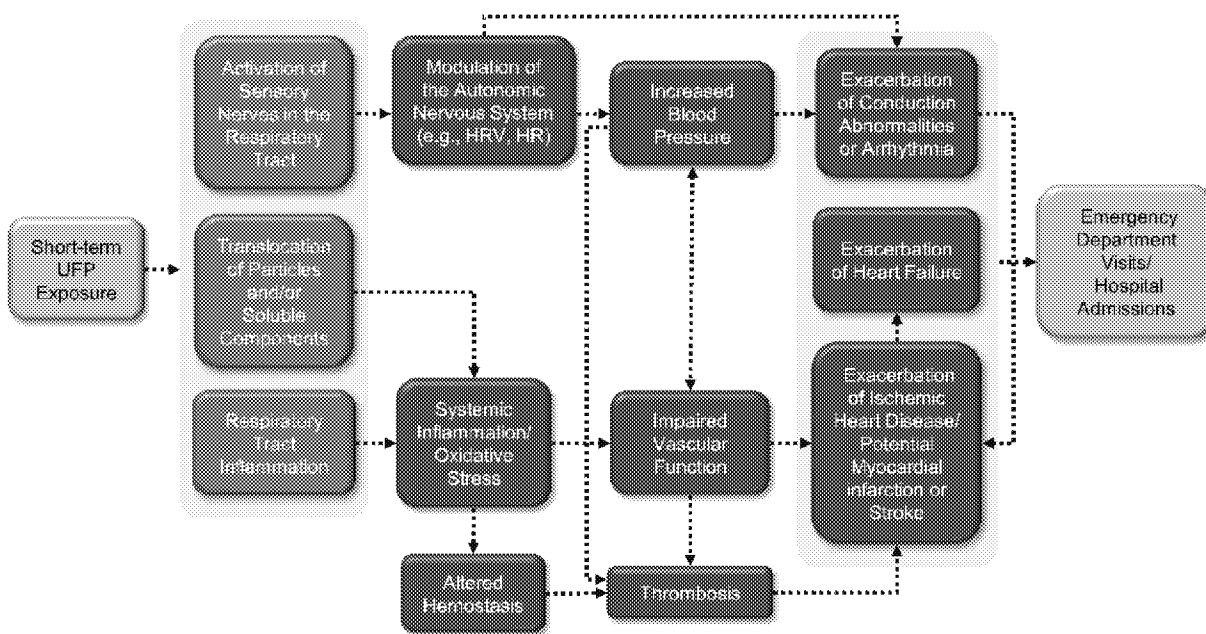 Short-term
UFP
Exposure
Activation of
Sensory
Nerves in the
Respiratory
Tract
Translocation
of Particles
and/or
Soluble
Components
Respiratory
Tract
Inflammation
Modulation of
the Autonomic
Nervous System
(e.g., HRV, HR)
Systemic
Inflammation/
Oxidative
Stress
Altered
Hemostasis
Increased
Blood
Pressure
Impaired
Vascular
Function
Thrombosis
Exacerbation
of Conduction
Abnormalities
or Arrhythmia
Exacerbation
of Heart Failure
Exacerbation
of Ischemic
Heart Disease/
Potential
Myocardial
infarction or
Stroke
Emergency
Department
Visits/
Hospital
Admissions